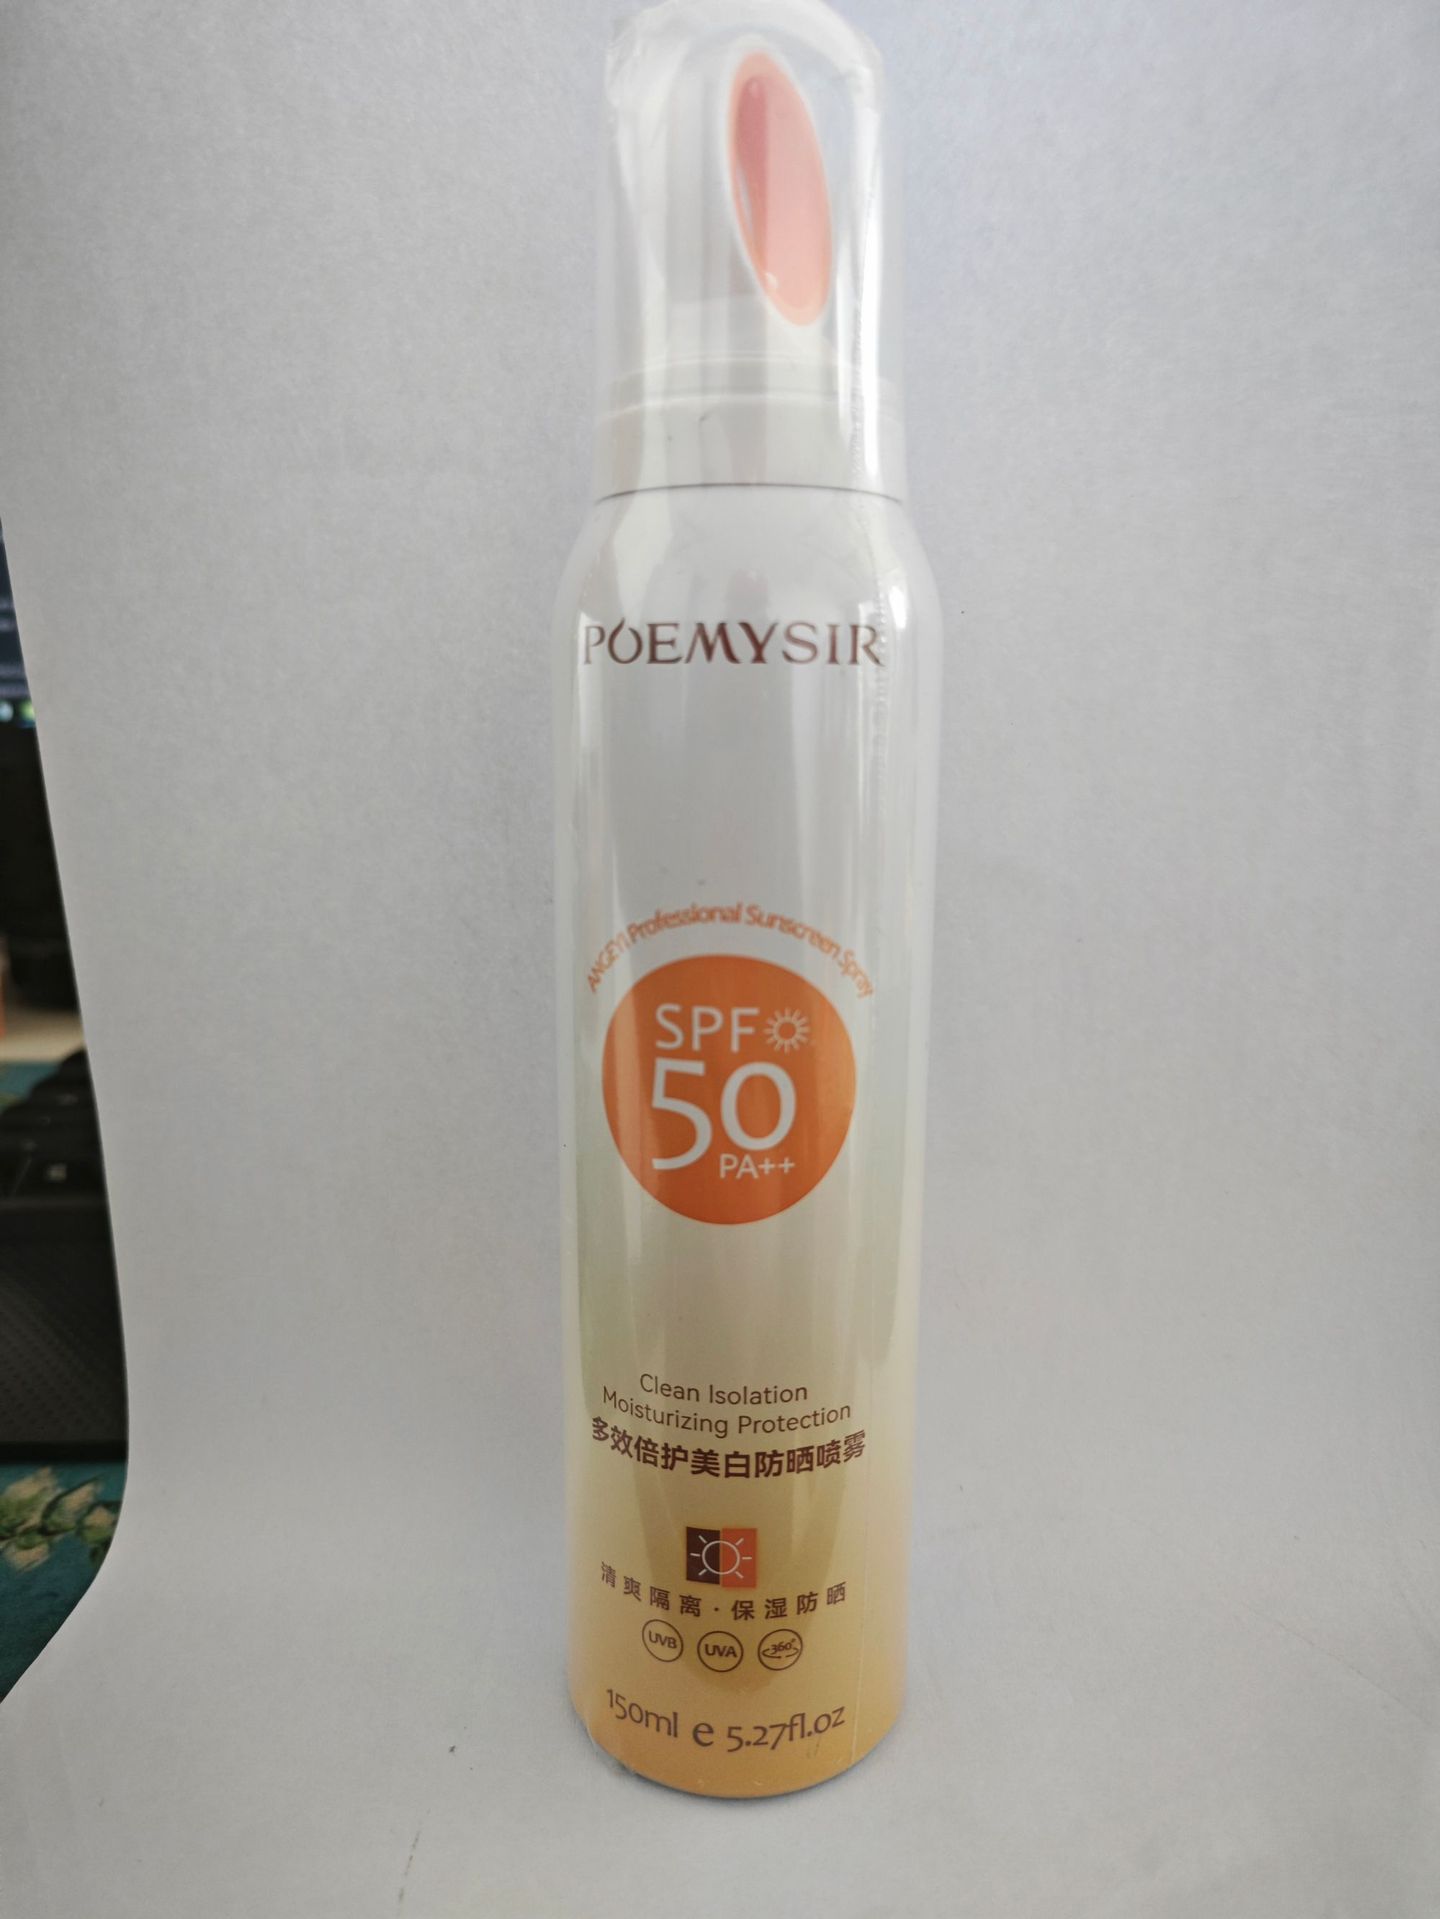 POEMYSIR
ANGEYI Professional Sunscreen Spray
SPF
50
PA++
Clean Isolation
Moisturizing Protection
多效倍护美白防晒喷雾
清爽隔离·保湿防晒
UVB UVA 360°
150ml e 5.27fl.oz